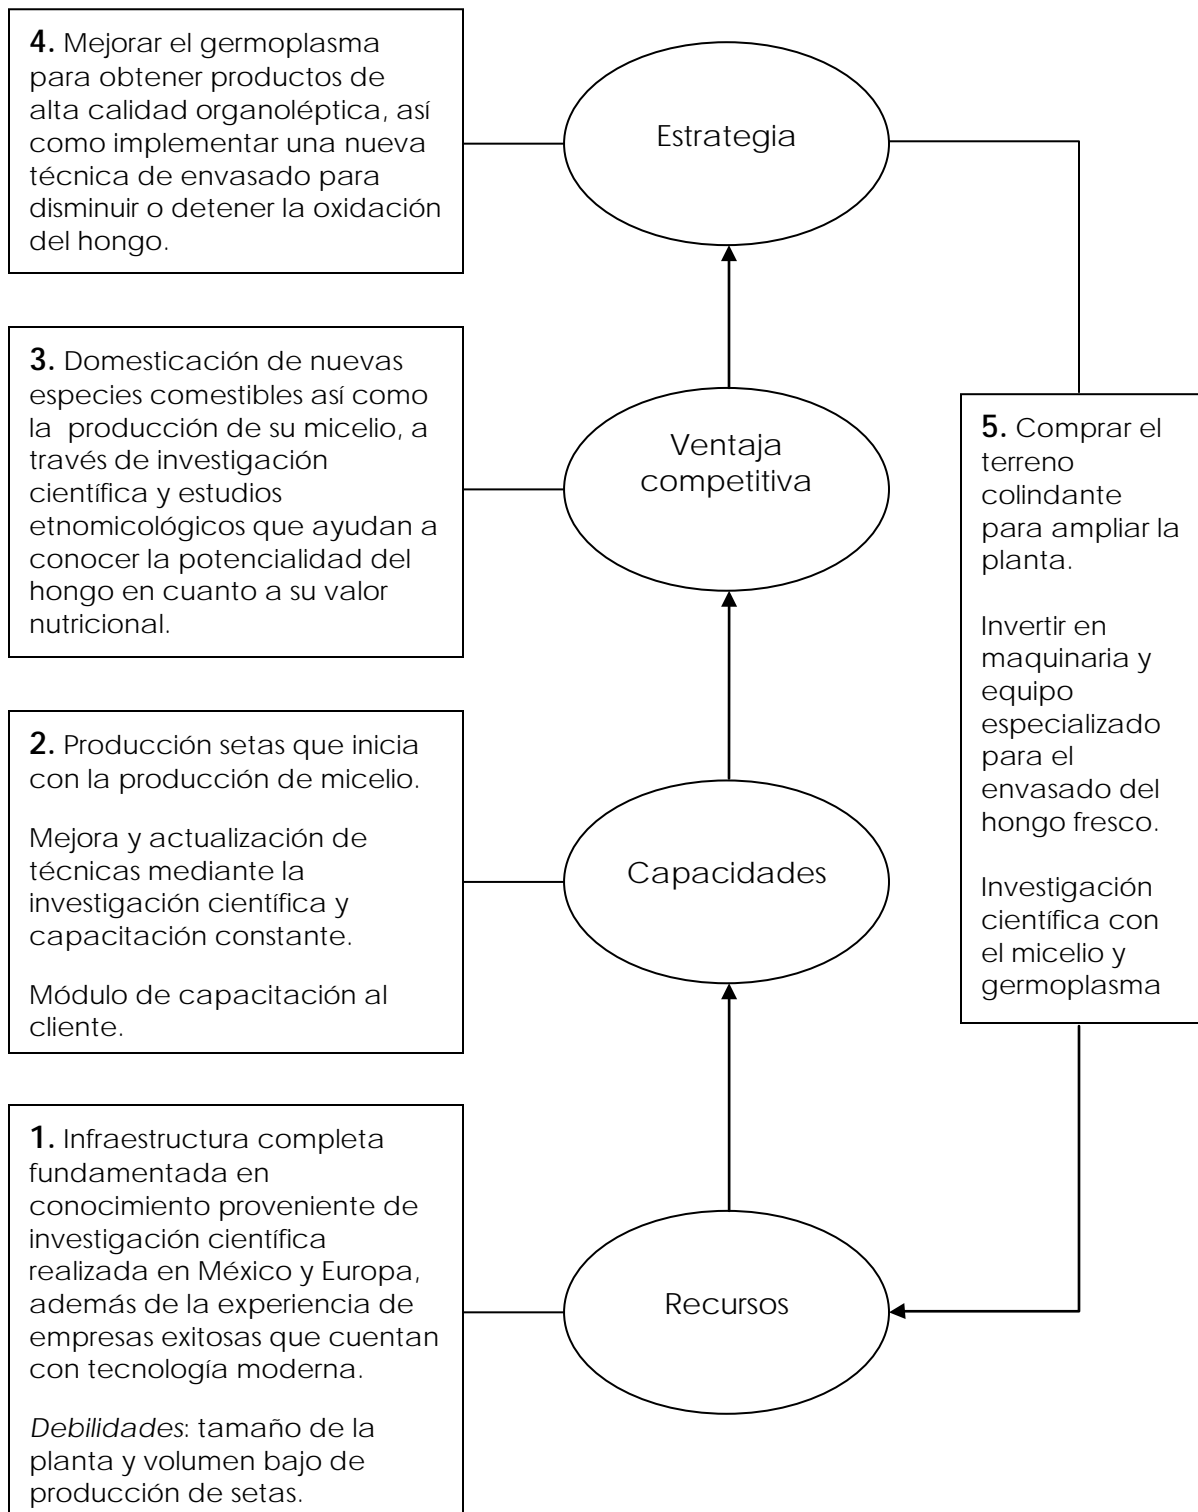 4. Mejorar el germoplasma
para obtener productos de
alta calidad organoléptica, así
como implementar una nueva
técnica de envasado para
disminuir o detener la oxidación
del hongo.
Estrategia
3. Domesticación de nuevas
especies comestibles así como
la producción de su micelio, a
través de investigación
científica y estudios
etnomicológicos que ayudan a
conocer la potencialidad del
hongo en cuanto a su valor
nutricional.
Ventaja
competitiva
5. Comprar el
terreno
colindante
para ampliar la
planta.
Invertir en
maquinaria y
equipo
especializado
para el
envasado del
hongo fresco.
Investigación
científica con
el micelio y
germoplasma
2. Producción setas que inicia
con la producción de micelio.
Mejora y actualización de
técnicas mediante la
investigación científica y
capacitación constante.
Módulo de capacitación al
cliente.
Capacidades
1. Infraestructura completa
fundamentada en
conocimiento proveniente de
investigación científica
realizada en México y Europa,
además de la experiencia de
empresas exitosas que cuentan
con tecnología moderna.
Debilidades: tamaño de la
planta y volumen bajo de
producción de setas.
Recursos